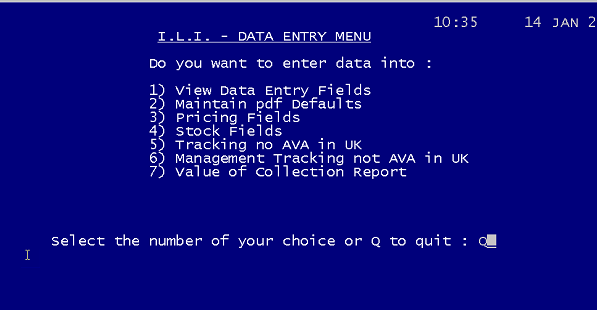 10:35 14 JAN 2
I.L.I. - DATA ENTRY MENU
Do you want to enter data into :
1) View Data Entry Fields
2) Maintain pdf Defaults
3) Pricing Fields
4) Stock Fields
5) Tracking no AVA in UK
6) Management Tracking not AVA in UK
7) Value of Collection Report
Select the number of your choice or Q to quit : Q